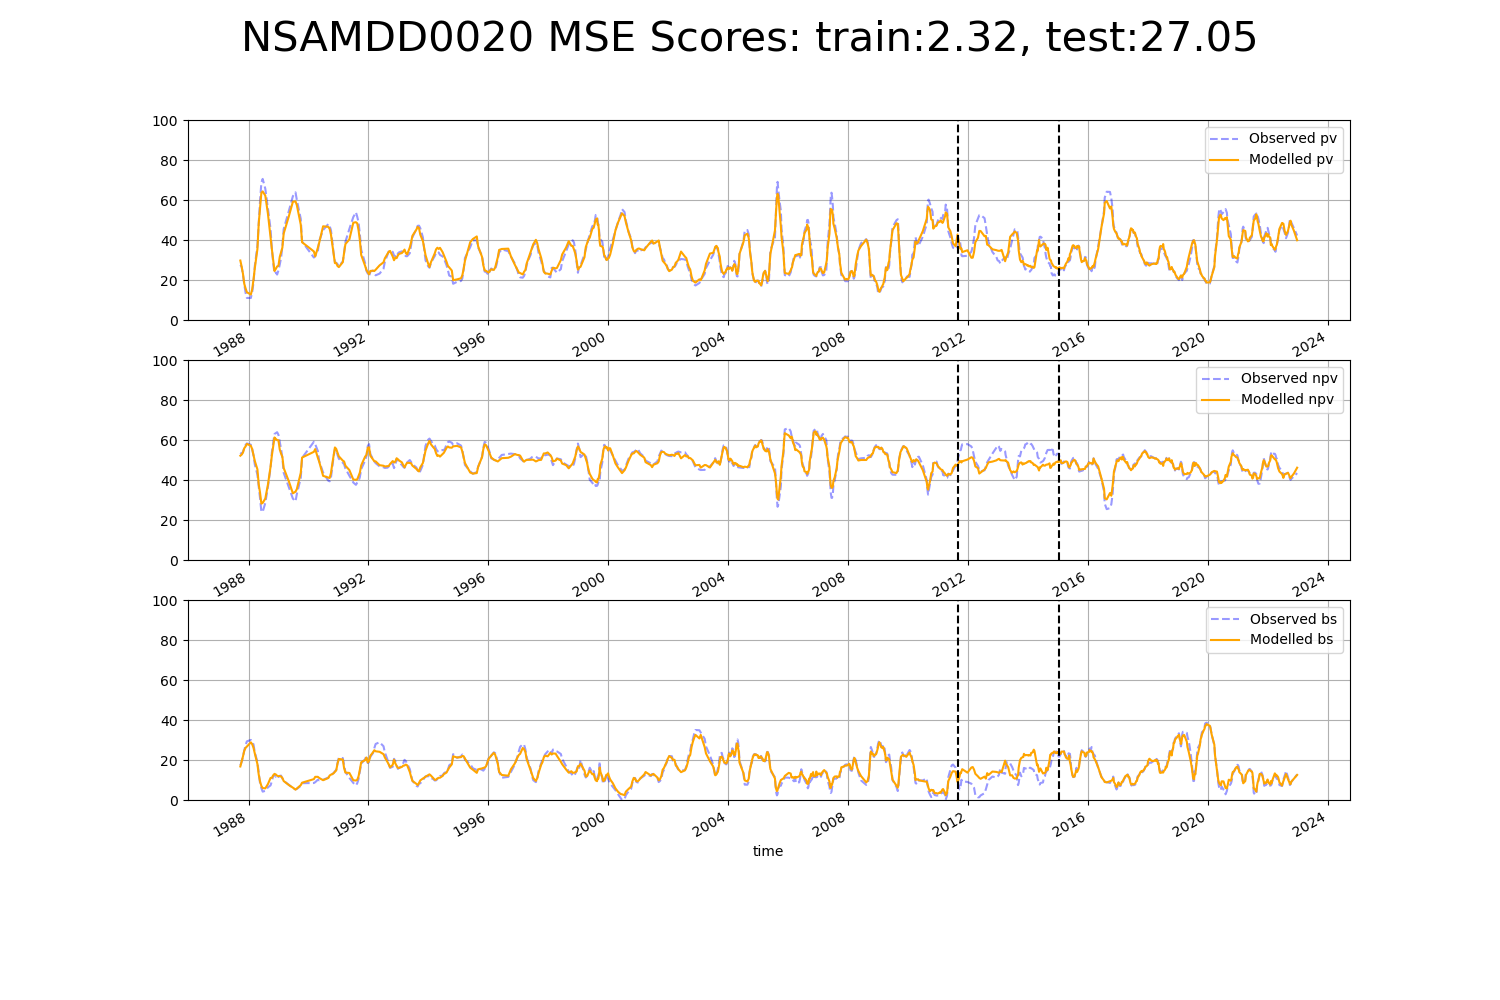 NSAMDD0020 MSE Scores: train:2.32, test:27.05
100
80
60
40
20
0
Observed pv
Modelled pv
1988 1992 1996 2000 2004 2008 2012 2016 2020 2024
100
80
60
40
20
0
Observed npv
Modelled npv
1988 1992 1996 2000 2004 2008 2012 2016 2020 2024
100
80
60
40
20
0
Observed bs
Modelled bs
1988 1992 1996 2000 2004 2008 2012 2016 2020 2024
time